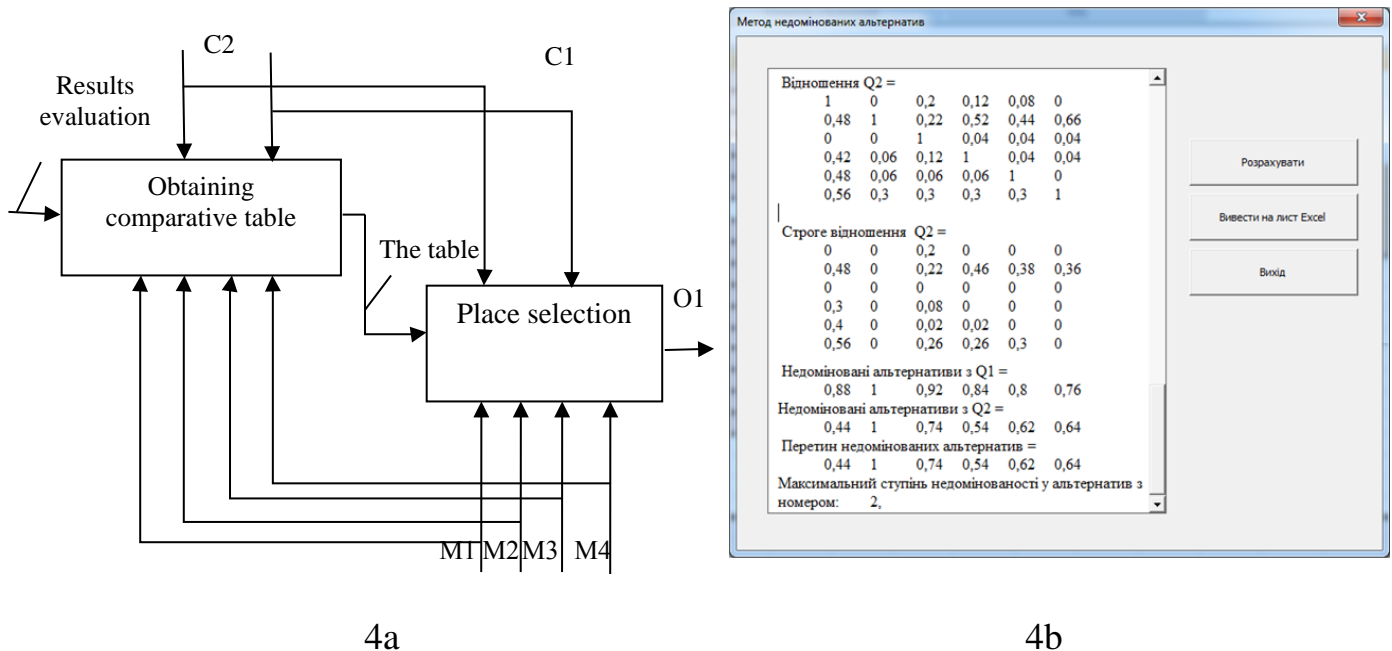 C2
C1
Results
evaluation
Obtaining
comparative table
The table
Place selection
O1
M1 M2 M3 M4
4a
Метод недомінованих альтернатив
Відношення Q2 =
1 0 0,2 0,12 0,08 0
0,48 1 0,22 0,52 0,44 0,66
0 0 1 0,04 0,04 0,04
0,42 0,06 0,12 1 0,04 0,04
0,48 0,06 0,06 0,06 1 0
0,56 0,3 0,3 0,3 0,3 1
Строге відношення Q2 =
0 0 0,2 0 0 0
0,48 0 0,22 0,46 0,38 0,36
0 0 0 0 0 0
0,3 0 0,08 0 0 0
0,4 0 0,02 0,02 0 0
0,56 0 0,26 0,26 0,3 0
Недоміновані альтернативи з Q1 =
0,88 1 0,92 0,84 0,8 0,76
Недоміновані альтернативи з Q2 =
0,44 1 0,74 0,54 0,62 0,64
Перетин недомінованих альтернатив =
0,44 1 0,74 0,54 0,62 0,64
Максимальний ступінь недомінованості у альтернатив з
номером: 2,
Розрахувати
Вивести на лист Excel
Вихід
4b